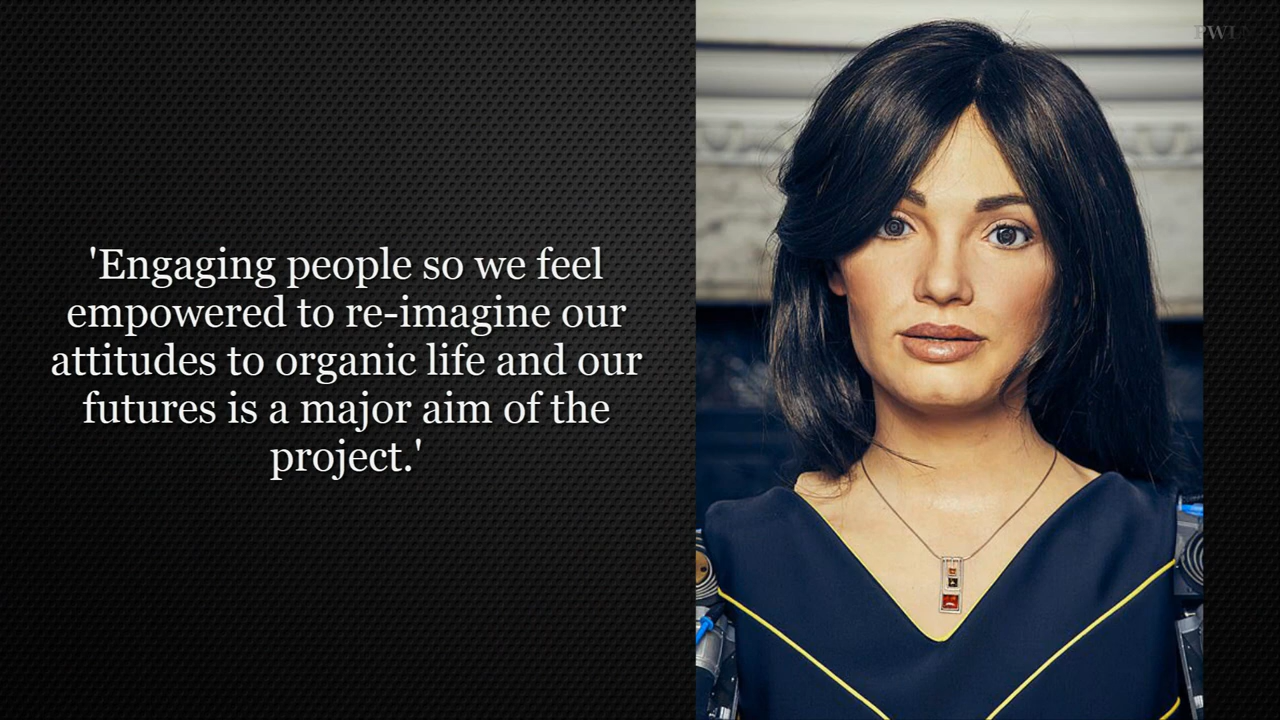 'Engaging people so we feel
empowered to re-imagine our
attitudes to organic life and our
futures is a major aim of the
project.'